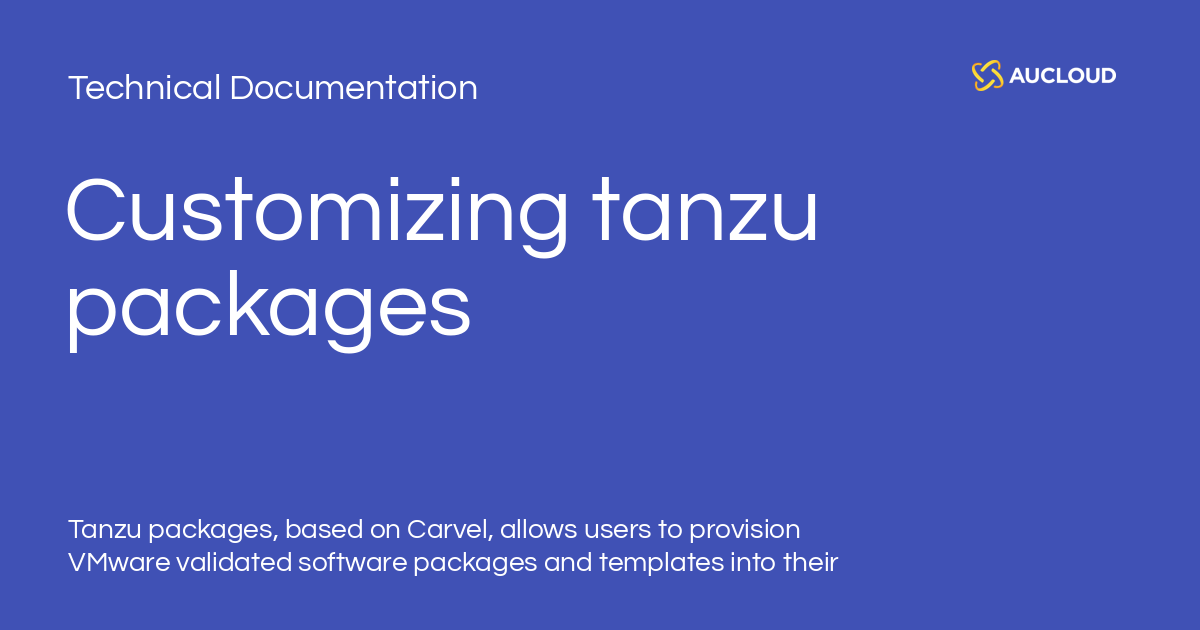 Technical Documentation
AUCLOUD
Customizing tanzu
packages
Tanzu packages, based on Carvel, allows users to provision
VMware validated software packages and templates into their